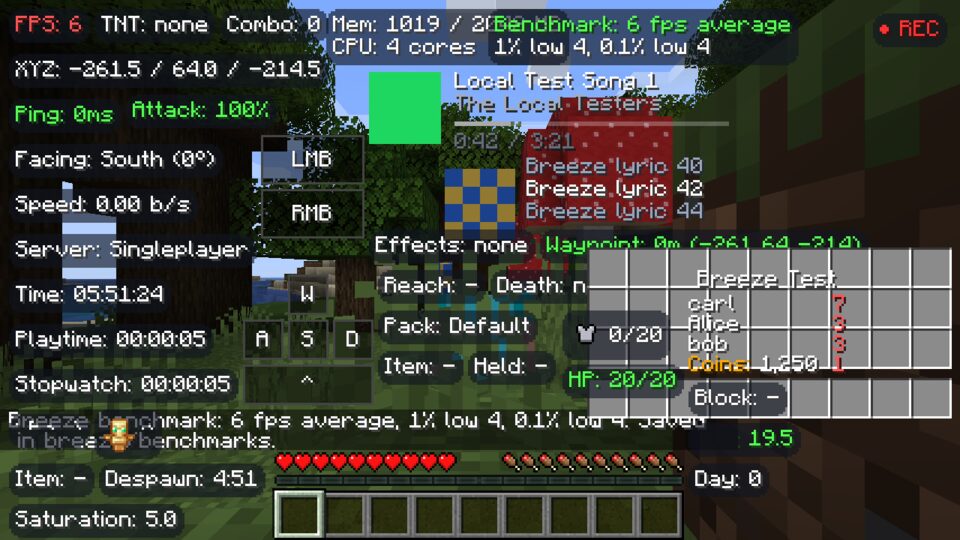 FPS: 6 TNT: none Combo: 0 Mem: 1019 / Benchmark: 6 fps average
REC
CPU: 4 cores 1% low 4, 0.1% low 4
XYZ: -261.5 / 64.0 / -214.5
Local Test Song 1
The Local Testers
Ping: 0ms Attack: 100%
0:42 / 3:21
Facing: South (0°) LMB
Breeze lyric 40
Breeze lyric 42
Breeze lyric 44
Speed: 0.00 b/s RMB
Server: Singleplayer Effects: none Waypoint: 0m (-261, 64, -214)
Time: 05:51:24 W Reach: - Death:
Breeze Test
carl 7
Alice 3
bob 3
Coins: 1,250 1
Playtime: 00:00:05 A S D Pack: Default 0/20
Item: - Held: -
Stopwatch: 00:00:05 ^ HP: 20/20
Block: -
Breeze benchmark: 6 fps average, 1% low 4, 0.1% low 4. Saved
in benchmarks.
19.5
Item: - Despawn: 4:51 Day: 0
Saturation: 5.0